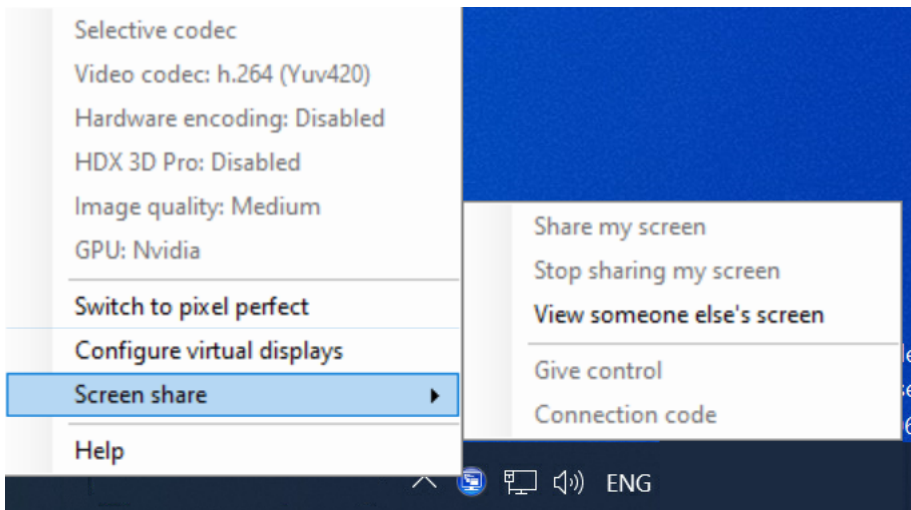 Selective codec
Video codec: h.264 (Yuv420)
Hardware encoding: Disabled
HDX 3D Pro: Disabled
Image quality: Medium
GPU: Nvidia
Switch to pixel perfect
Configure virtual displays
Screen share
Help
Share my screen
Stop sharing my screen
View someone else's screen
Give control
Connection code
ENG